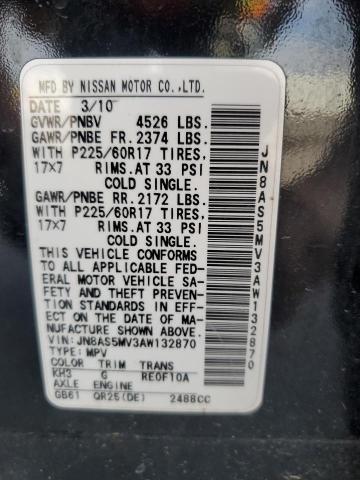 MFD BY NISSAN MOTOR CO.,LTD.
DATE 3/10
GVWR/PNBV 4526 LBS.
GAWR/PNBE FR. 2374 LBS.
WITH P225/60R17 TIRES,
17X7 RIMS. AT 33 PSI
COLD SINGLE.
GAWR/PNBE RR. 2172 LBS.
WITH P225/60R17 TIRES,
17X7 RIMS. AT 33 PSI
COLD SINGLE.
THIS VEHICLE CONFORMS
TO ALL APPLICABLE FED-
ERAL MOTOR VEHICLE SA-
FETY AND THEFT PREVEN-
TION STANDARDS IN EFF-
ECT ON THE DATE OF MA-
NUFACTURE SHOWN ABOVE.
VIN: JN8AS5MV3AW132870
TYPE: MPV
COLOR TRIM TRANS
KH3 G RE0F10A
AXLE ENGINE
GB61 QR25(DE) 2488CC
JN8AS5MV3AW132870